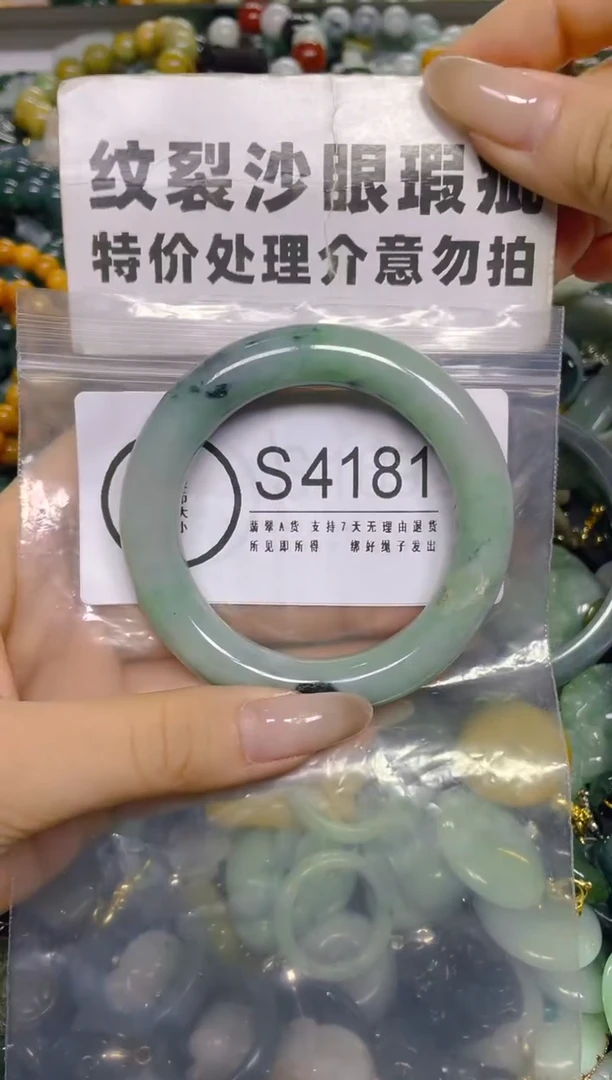 纹裂沙眼瑕疵
特价处理介意勿拍
S4181
翡翠A货 支持7天无理由退货
所见即所得 绑好绳子发出
大小